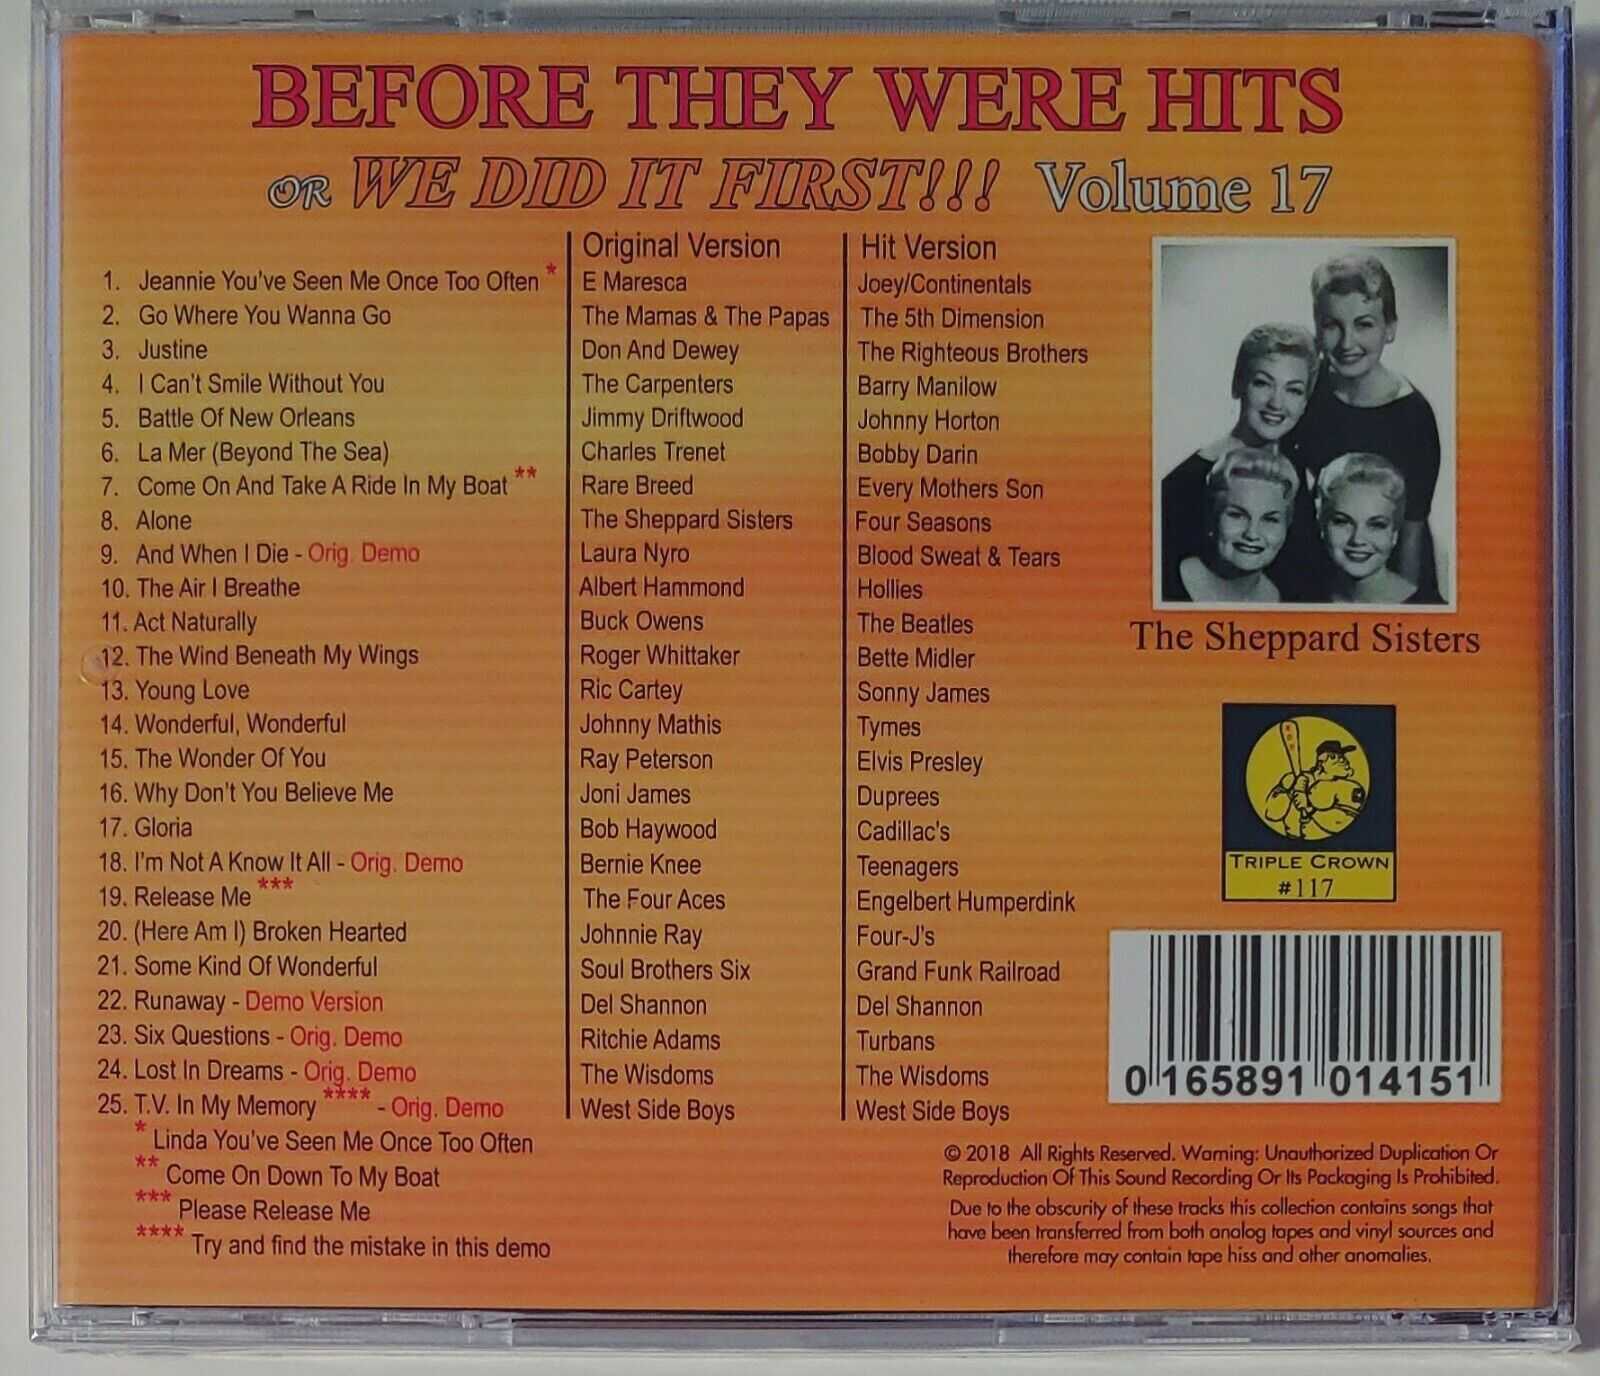 BEFORE THEY WERE HITS
OR WE DID IT FIRST!!! Volume 17
Original Version Hit Version
1. Jeannie You've Seen Me Once Too Often * E Maresca Joey/Continentals
2. Go Where You Wanna Go The Mamas & The Papas The 5th Dimension
3. Justine Don And Dewey The Righteous Brothers
4. I Can't Smile Without You The Carpenters Barry Manilow
5. Battle Of New Orleans Jimmy Driftwood Johnny Horton
6. La Mer (Beyond The Sea) Charles Trenet Bobby Darin
7. Come On And Take A Ride In My Boat ** Rare Breed Every Mothers Son
8. Alone The Sheppard Sisters Four Seasons
9. And When I Die - Orig. Demo Laura Nyro Blood Sweat & Tears
10. The Air I Breathe Albert Hammond Hollies
11. Act Naturally Buck Owens The Beatles
12. The Wind Beneath My Wings Roger Whittaker Bette Midler
13. Young Love Ric Cartey Sonny James
14. Wonderful, Wonderful Johnny Mathis Tymes
15. The Wonder Of You Ray Peterson Elvis Presley
16. Why Don't You Believe Me Joni James Duprees
17. Gloria Bob Haywood Cadillac's
18. I'm Not A Know It All - Orig. Demo Bernie Knee Teenagers
19. Release Me *** The Four Aces Engelbert Humperdink
20. (Here Am I) Broken Hearted Johnnie Ray Four-J's
21. Some Kind Of Wonderful Soul Brothers Six Grand Funk Railroad
22. Runaway - Demo Version Del Shannon Del Shannon
23. Six Questions - Orig. Demo Ritchie Adams Turbans
24. Lost In Dreams - Orig. Demo The Wisdoms The Wisdoms
25. T.V. In My Memory **** - Orig. Demo West Side Boys West Side Boys
* Linda You've Seen Me Once Too Often
** Come On Down To My Boat
*** Please Release Me
**** Try and find the mistake in this demo
The Sheppard Sisters
TRIPLE CROWN
#117
0 165891 014151
© 2018 All Rights Reserved. Warning: Unauthorized Duplication Or
Reproduction Of This Sound Recording Or Its Packaging Is Prohibited.
Due to the obscurity of these tracks this collection contains songs that
have been transferred from both analog tapes and vinyl sources and
therefore may contain tape hiss and other anomalies.